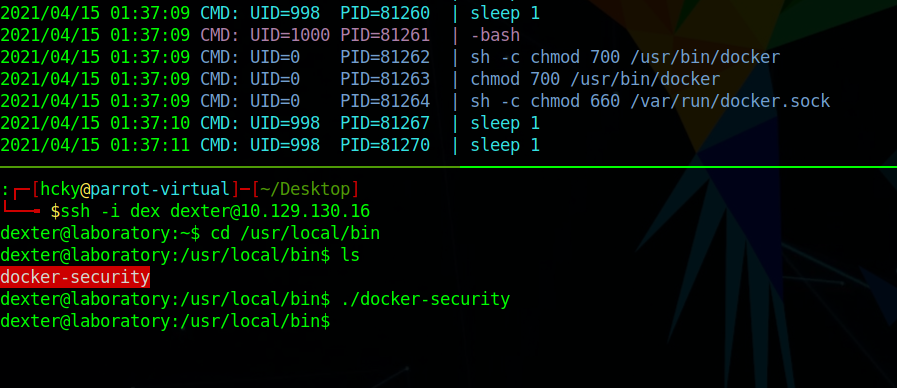 2021/04/15 01:37:09 CMD: UID=998  PID=81260  | sleep 1
2021/04/15 01:37:09 CMD: UID=1000 PID=81261  | -bash
2021/04/15 01:37:09 CMD: UID=0    PID=81262  | sh -c chmod 700 /usr/bin/docker
2021/04/15 01:37:09 CMD: UID=0    PID=81263  | chmod 700 /usr/bin/docker
2021/04/15 01:37:09 CMD: UID=0    PID=81264  | sh -c chmod 660 /var/run/docker.sock
2021/04/15 01:37:10 CMD: UID=998  PID=81267  | sleep 1
2021/04/15 01:37:11 CMD: UID=998  PID=81270  | sleep 1
:┌─[hcky@parrot-virtual]─[~/Desktop]
└──╼ $ssh -i dex dexter@10.129.130.16
dexter@laboratory:~$ cd /usr/local/bin
dexter@laboratory:/usr/local/bin$ ls
docker-security
dexter@laboratory:/usr/local/bin$ ./docker-security
dexter@laboratory:/usr/local/bin$